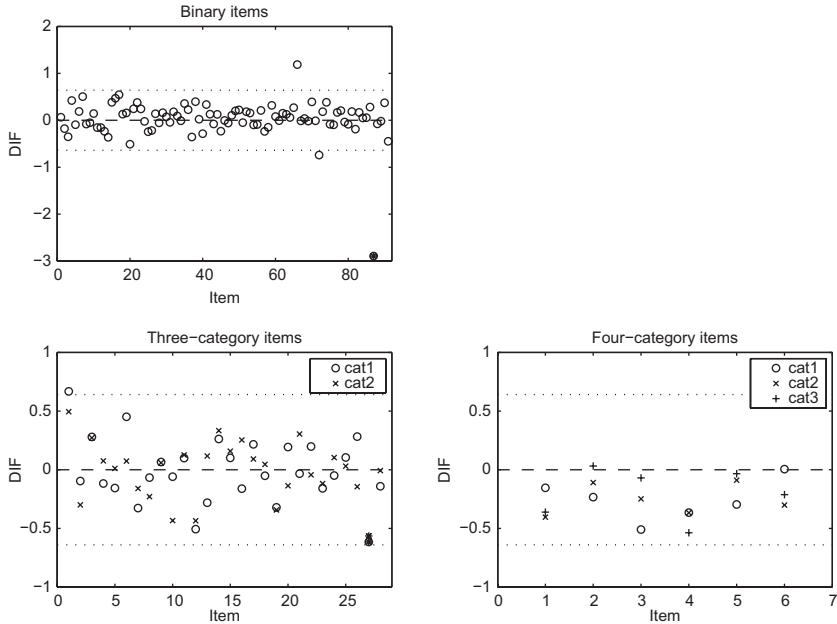 Binary items
2
1
0
−1
−2
−3
DIF
0 20 40 60 80
Item
Three−category items
1
0.5
0
−0.5
−1
DIF
cat1
cat2
0 5 10 15 20 25
Item
Four−category items
1
0.5
0
−0.5
−1
DIF
cat1
cat2
cat3
0 1 2 3 4 5 6 7
Item